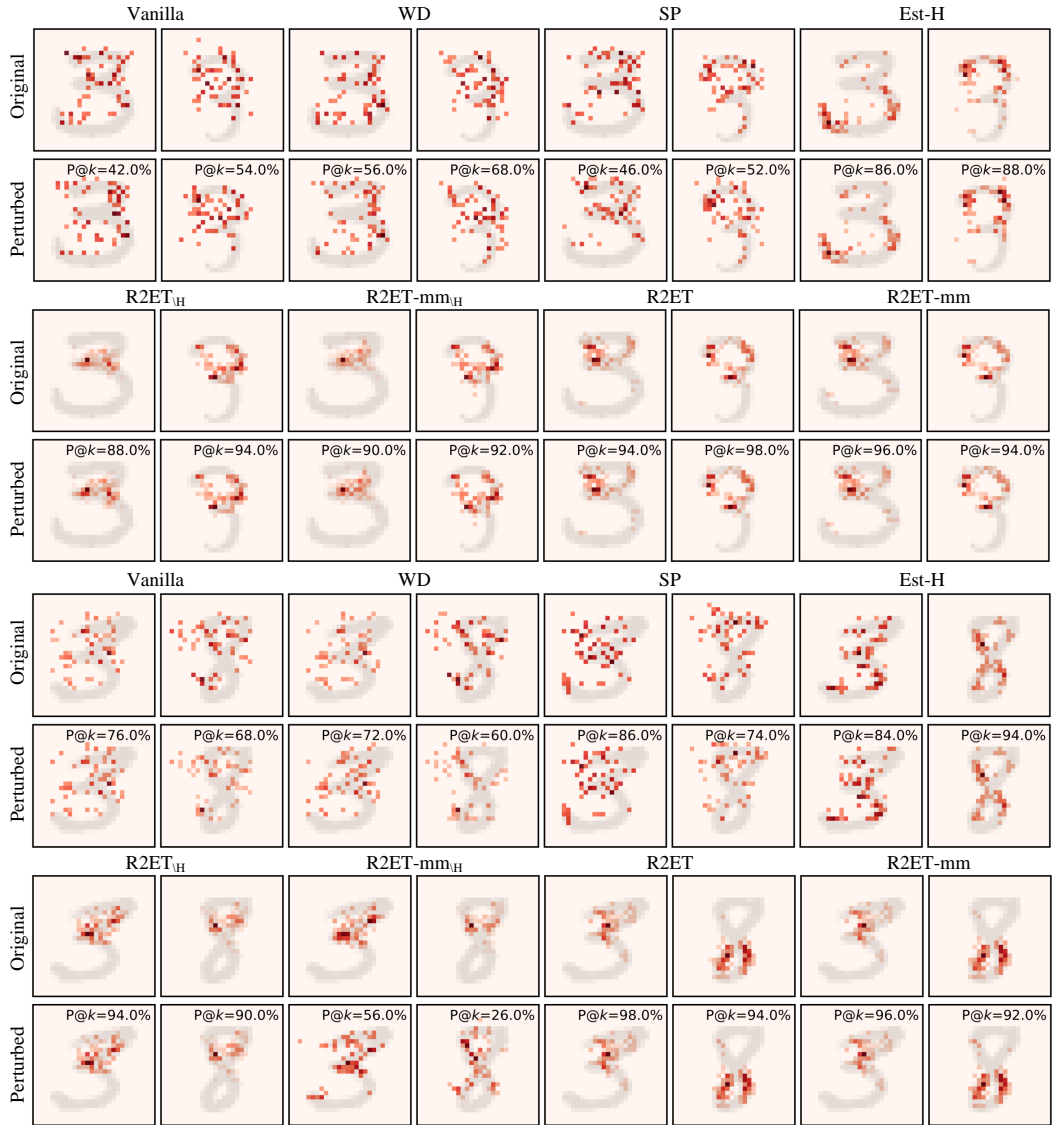 Vanilla WD SP Est-H
Original
Perturbed
P@k=42.0% P@k=54.0% P@k=56.0% P@k=68.0% P@k=46.0% P@k=52.0% P@k=86.0% P@k=88.0%
R2ET\H R2ET-mm\H R2ET R2ET-mm
Original
Perturbed
P@k=88.0% P@k=94.0% P@k=90.0% P@k=92.0% P@k=94.0% P@k=98.0% P@k=96.0% P@k=94.0%
Vanilla WD SP Est-H
Original
Perturbed
P@k=76.0% P@k=68.0% P@k=72.0% P@k=60.0% P@k=86.0% P@k=74.0% P@k=84.0% P@k=94.0%
R2ET\H R2ET-mm\H R2ET R2ET-mm
Original
Perturbed
P@k=94.0% P@k=90.0% P@k=56.0% P@k=26.0% P@k=98.0% P@k=94.0% P@k=96.0% P@k=92.0%